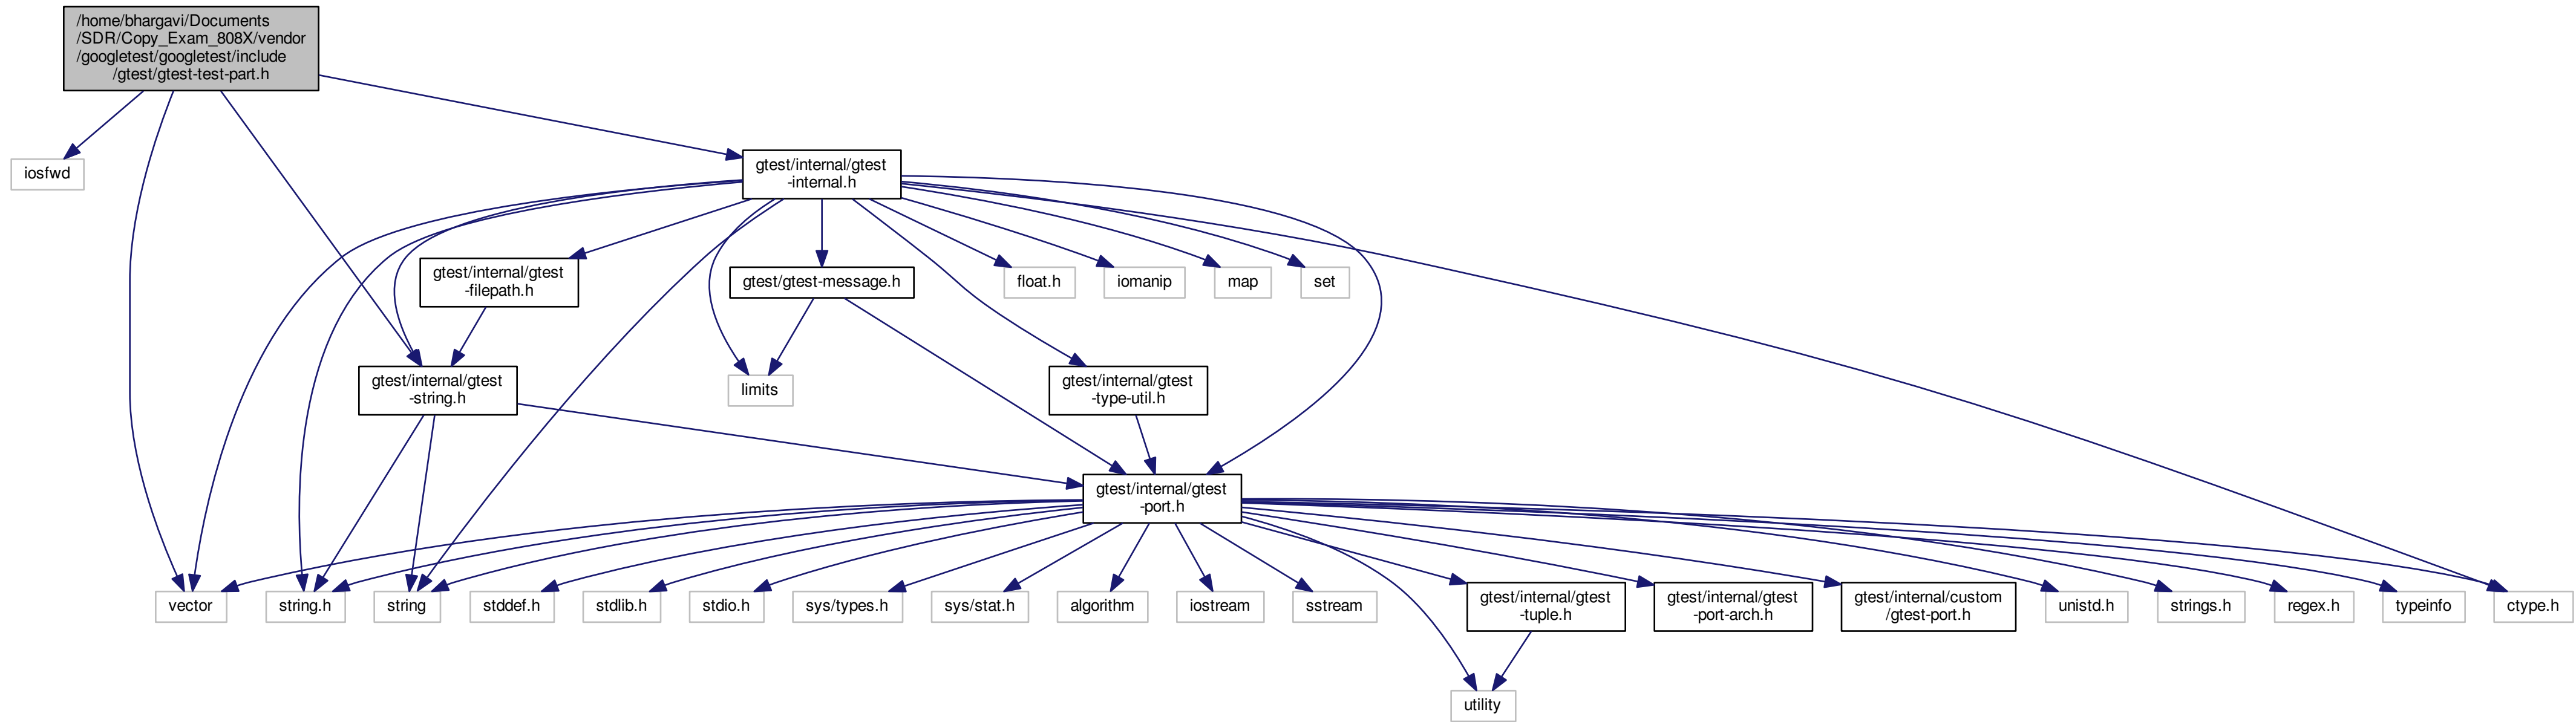 /home/bhargavi/Documents
/SDR/Copy_Exam_808X/vendor
/googletest/googletest/include
/gtest/gtest-test-part.h
iosfwd
gtest/internal/gtest
-internal.h
gtest/internal/gtest
-filepath.h
gtest/gtest-message.h
float.h
iomanip
map
set
gtest/internal/gtest
-string.h
limits
gtest/internal/gtest
-type-util.h
gtest/internal/gtest
-port.h
vector
string.h
string
stddef.h
stdlib.h
stdio.h
sys/types.h
sys/stat.h
algorithm
iostream
sstream
gtest/internal/gtest
-tuple.h
gtest/internal/gtest
-port-arch.h
gtest/internal/custom
/gtest-port.h
unistd.h
strings.h
regex.h
typeinfo
ctype.h
utility